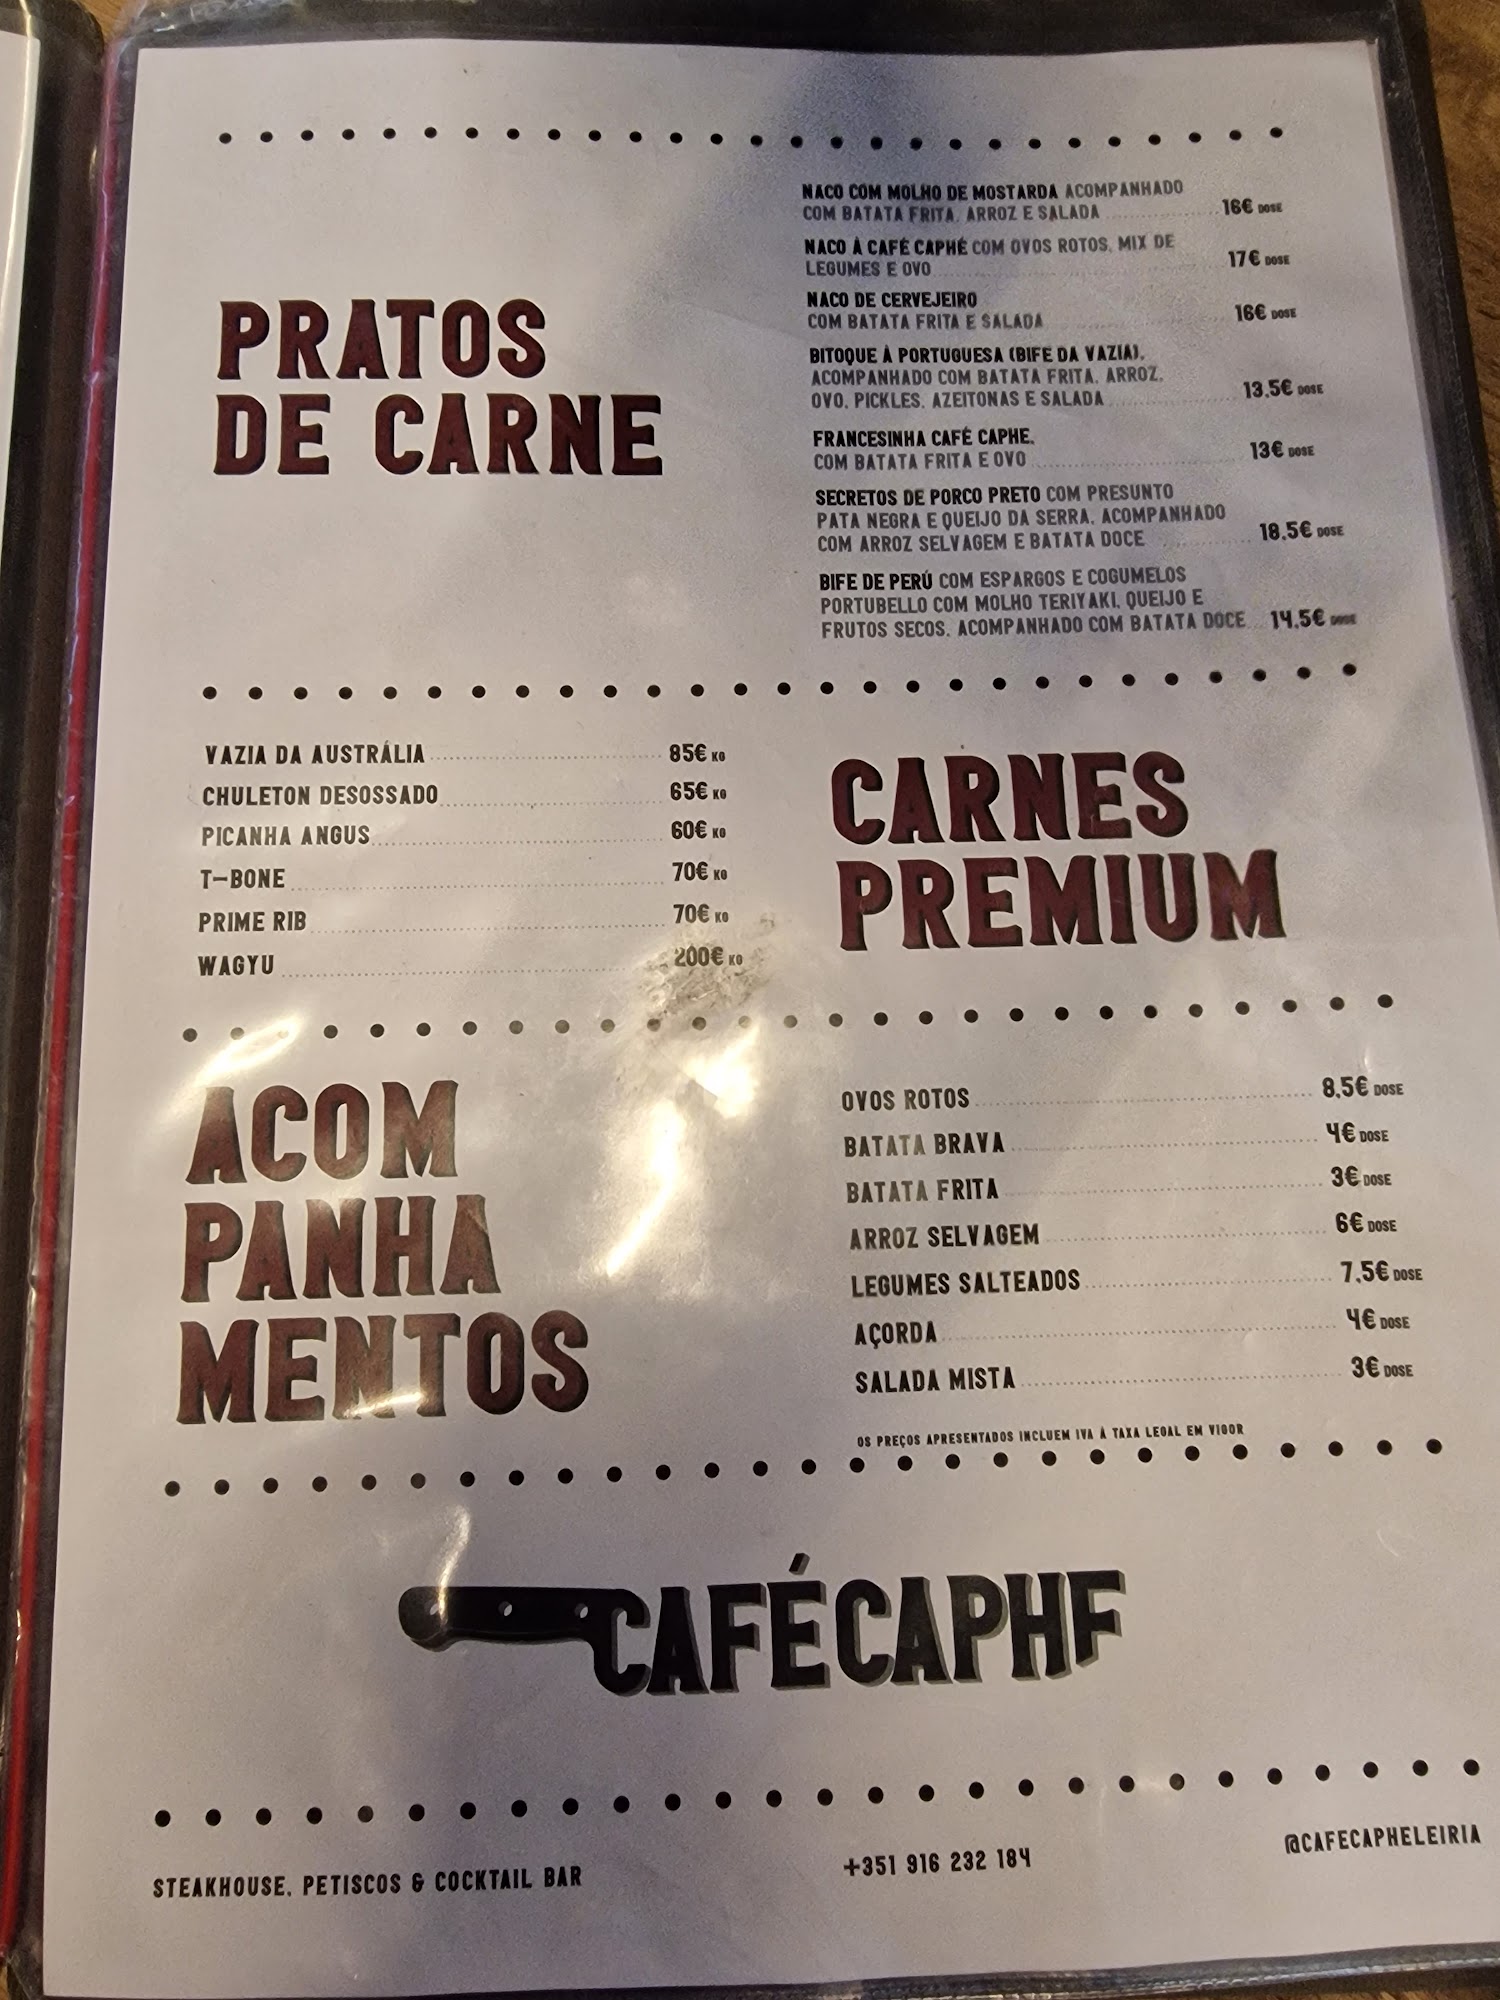 PRATOS
DE CARNE
NACO COM MOLHO DE MOSTARDA ACOMPANHADO
COM BATATA FRITA, ARROZ E SALADA 16€ DOSE
NACO À CAFÉ CAPHÉ COM OVOS ROTOS, MIX DE
LEGUMES E OVO 17€ DOSE
NACO DE CERVEJEIRO
COM BATATA FRITA E SALADA 16€ DOSE
BITOQUE À PORTUGUESA (BIFE DA VAZIA),
ACOMPANHADO COM BATATA FRITA, ARROZ,
OVO, PICKLES, AZEITONAS E SALADA 13,5€ DOSE
FRANCESINHA CAFÉ CAPHE,
COM BATATA FRITA E OVO 13€ DOSE
SECRETOS DE PORCO PRETO COM PRESUNTO
PATA NEGRA E QUEIJO DA SERRA, ACOMPANHADO
COM ARROZ SELVAGEM E BATATA DOCE 18,5€ DOSE
BIFE DE PERÚ COM ESPARGOS E COGUMELOS
PORTUBELLO COM MOLHO TERIYAKI, QUEIJO E
FRUTOS SECOS, ACOMPANHADO COM BATATA DOCE 14,5€ DOSE
CARNES
PREMIUM
VAZIA DA AUSTRÁLIA 85€ KG
CHULETON DESOSSADO 65€ KG
PICANHA ANGUS 60€ KG
T-BONE 70€ KG
PRIME RIB 70€ KG
WAGYU 200€ KG
ACOM
PANHA
MENTOS
OVOS ROTOS 8,5€ DOSE
BATATA BRAVA 4€ DOSE
BATATA FRITA 3€ DOSE
ARROZ SELVAGEM 6€ DOSE
LEGUMES SALTEADOS 7,5€ DOSE
AÇORDA 4€ DOSE
SALADA MISTA 3€ DOSE
OS PREÇOS APRESENTADOS INCLUEM IVA À TAXA LEGAL EM VIGOR
CAFÉCAPHE
STEAKHOUSE, PETISCOS & COCKTAIL BAR
+351 916 232 184
@CAFECAPHELEIRIA